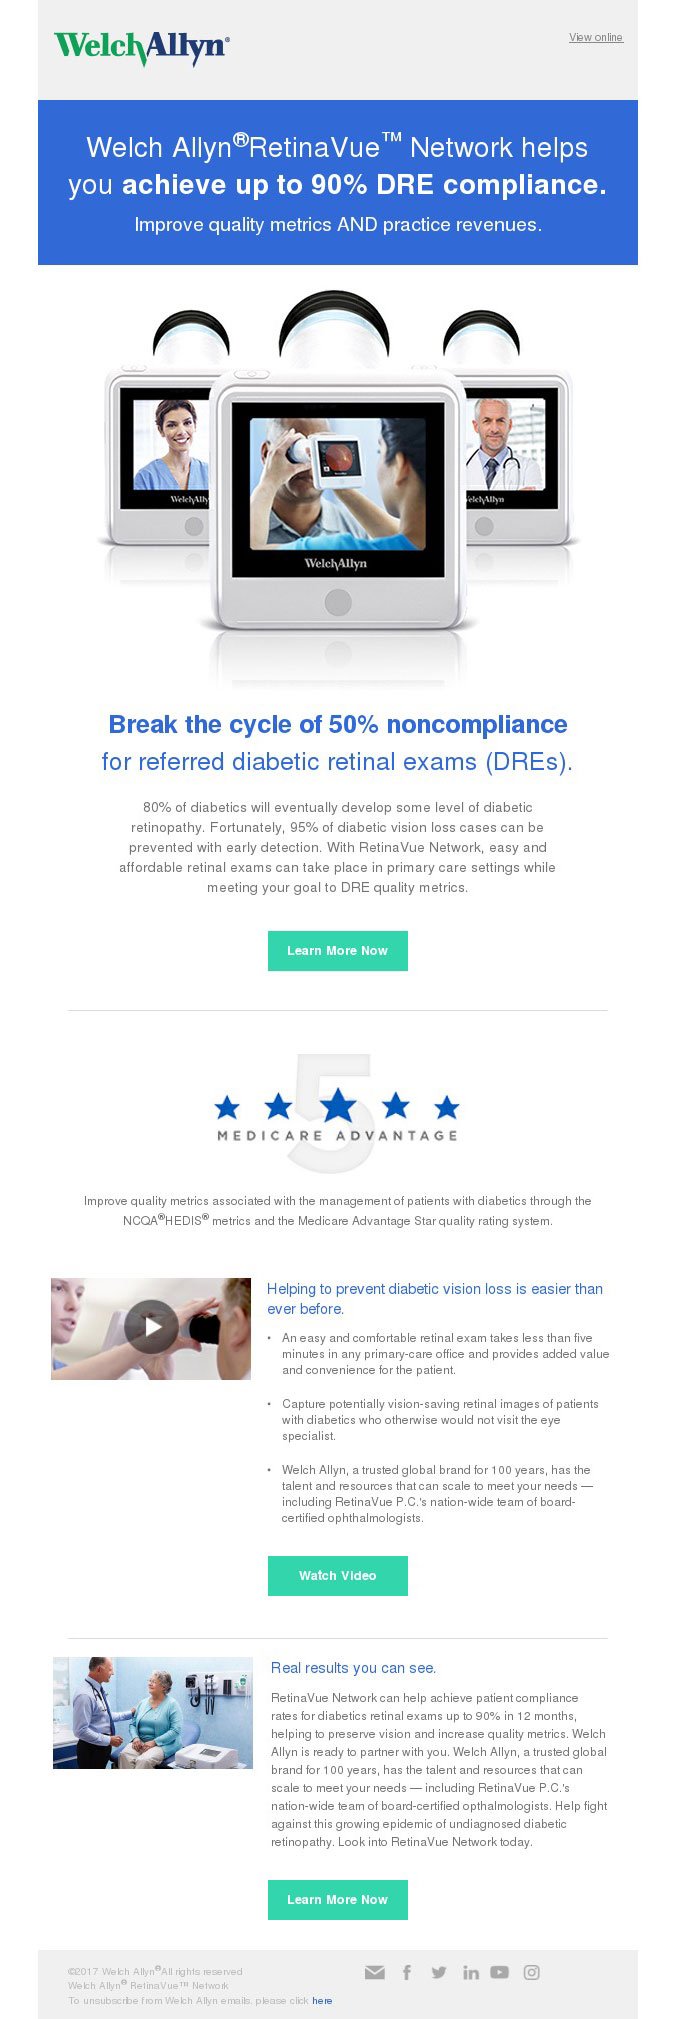 WelchAllyn®
View online
Welch Allyn®RetinaVue™ Network helps
you achieve up to 90% DRE compliance.
Improve quality metrics AND practice revenues.
WelchAlly
WelchAllyn
WelchAllyn
Break the cycle of 50% noncompliance
for referred diabetic retinal exams (DREs).
80% of diabetics will eventually develop some level of diabetic
retinopathy. Fortunately, 95% of diabetic vision loss cases can be
prevented with early detection. With RetinaVue Network, easy and
affordable retinal exams can take place in primary care settings while
meeting your goal to DRE quality metrics.
Learn More Now
5
MEDICARE ADVANTAGE
Improve quality metrics associated with the management of patients with diabetics through the
NCQA®HEDIS® metrics and the Medicare Advantage Star quality rating system.
Helping to prevent diabetic vision loss is easier than
ever before.
• An easy and comfortable retinal exam takes less than five
minutes in any primary-care office and provides added value
and convenience for the patient.
• Capture potentially vision-saving retinal images of patients
with diabetics who otherwise would not visit the eye
specialist.
• Welch Allyn, a trusted global brand for 100 years, has the
talent and resources that can scale to meet your needs —
including RetinaVue P.C.'s nation-wide team of board-
certified ophthalmologists.
Watch Video
Real results you can see.
RetinaVue Network can help achieve patient compliance
rates for diabetics retinal exams up to 90% in 12 months,
helping to preserve vision and increase quality metrics. Welch
Allyn is ready to partner with you. Welch Allyn, a trusted global
brand for 100 years, has the talent and resources that can
scale to meet your needs — including RetinaVue P.C.'s
nation-wide team of board-certified opthalmologists. Help fight
against this growing epidemic of undiagnosed diabetic
retinopathy. Look into RetinaVue Network today.
Learn More Now
©2017 Welch Allyn®All rights reserved
Welch Allyn® RetinaVue™ Network
To unsubscribe from Welch Allyn emails, please click here